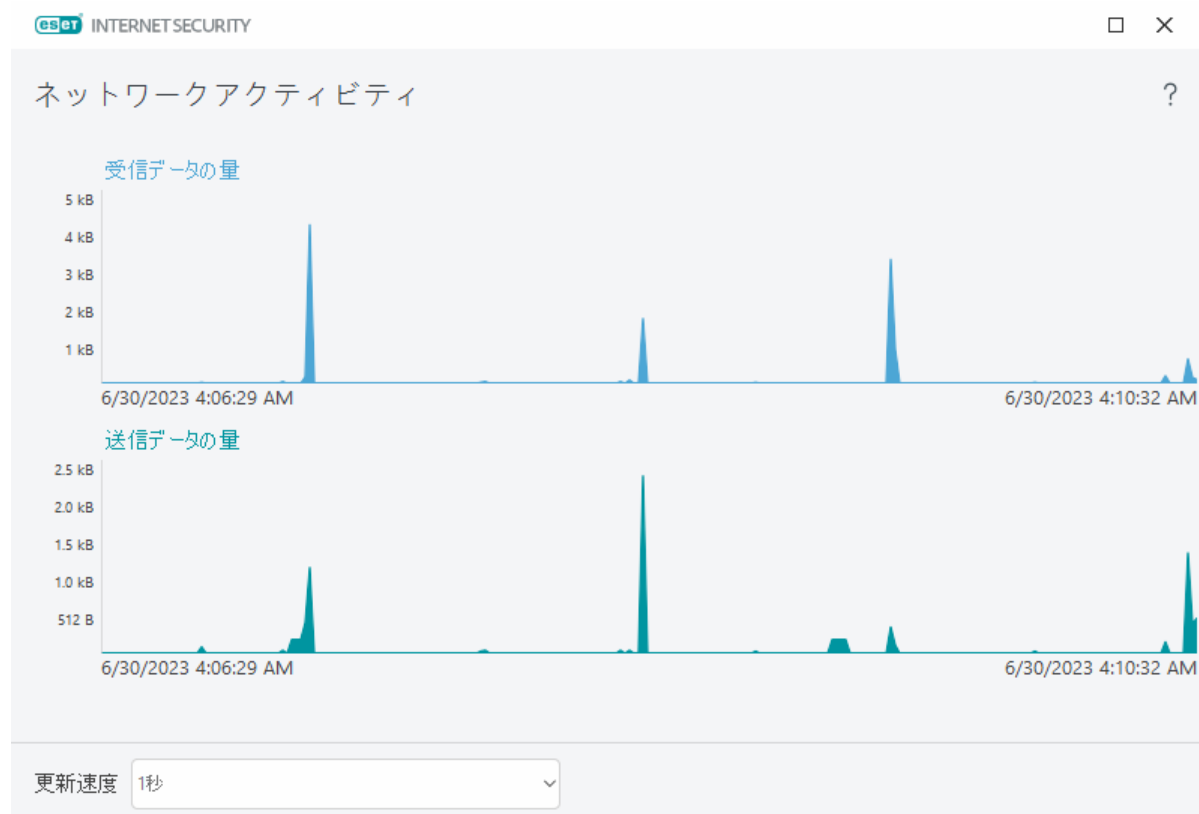 eset INTERNET SECURITY
ネットワークアクティビティ
?
受信データの量
5 kB
4 kB
3 kB
2 kB
1 kB
6/30/2023 4:06:29 AM 6/30/2023 4:10:32 AM
送信データの量
2.5 kB
2.0 kB
1.5 kB
1.0 kB
512 B
6/30/2023 4:06:29 AM 6/30/2023 4:10:32 AM
更新速度 1秒